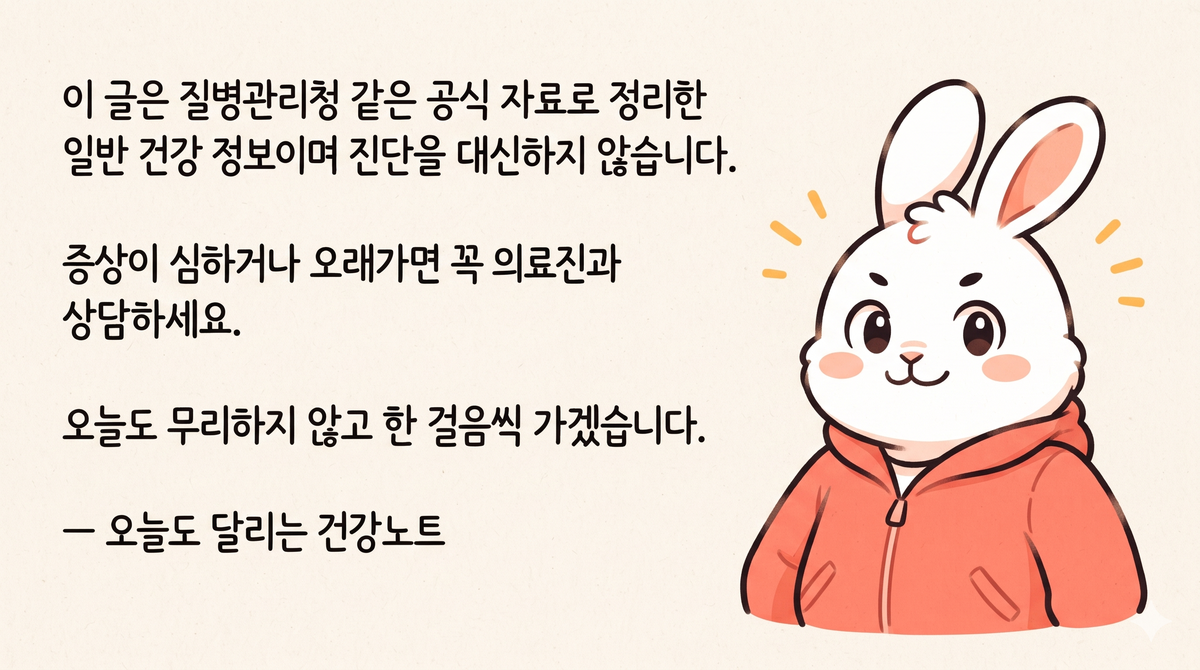 이 글은 질병관리청 같은 공식 자료로 정리한
일반 건강 정보이며 진단을 대신하지 않습니다.
증상이 심하거나 오래가면 꼭 의료진과
상담하세요.
오늘도 무리하지 않고 한 걸음씩 가겠습니다.
— 오늘도 달리는 건강노트